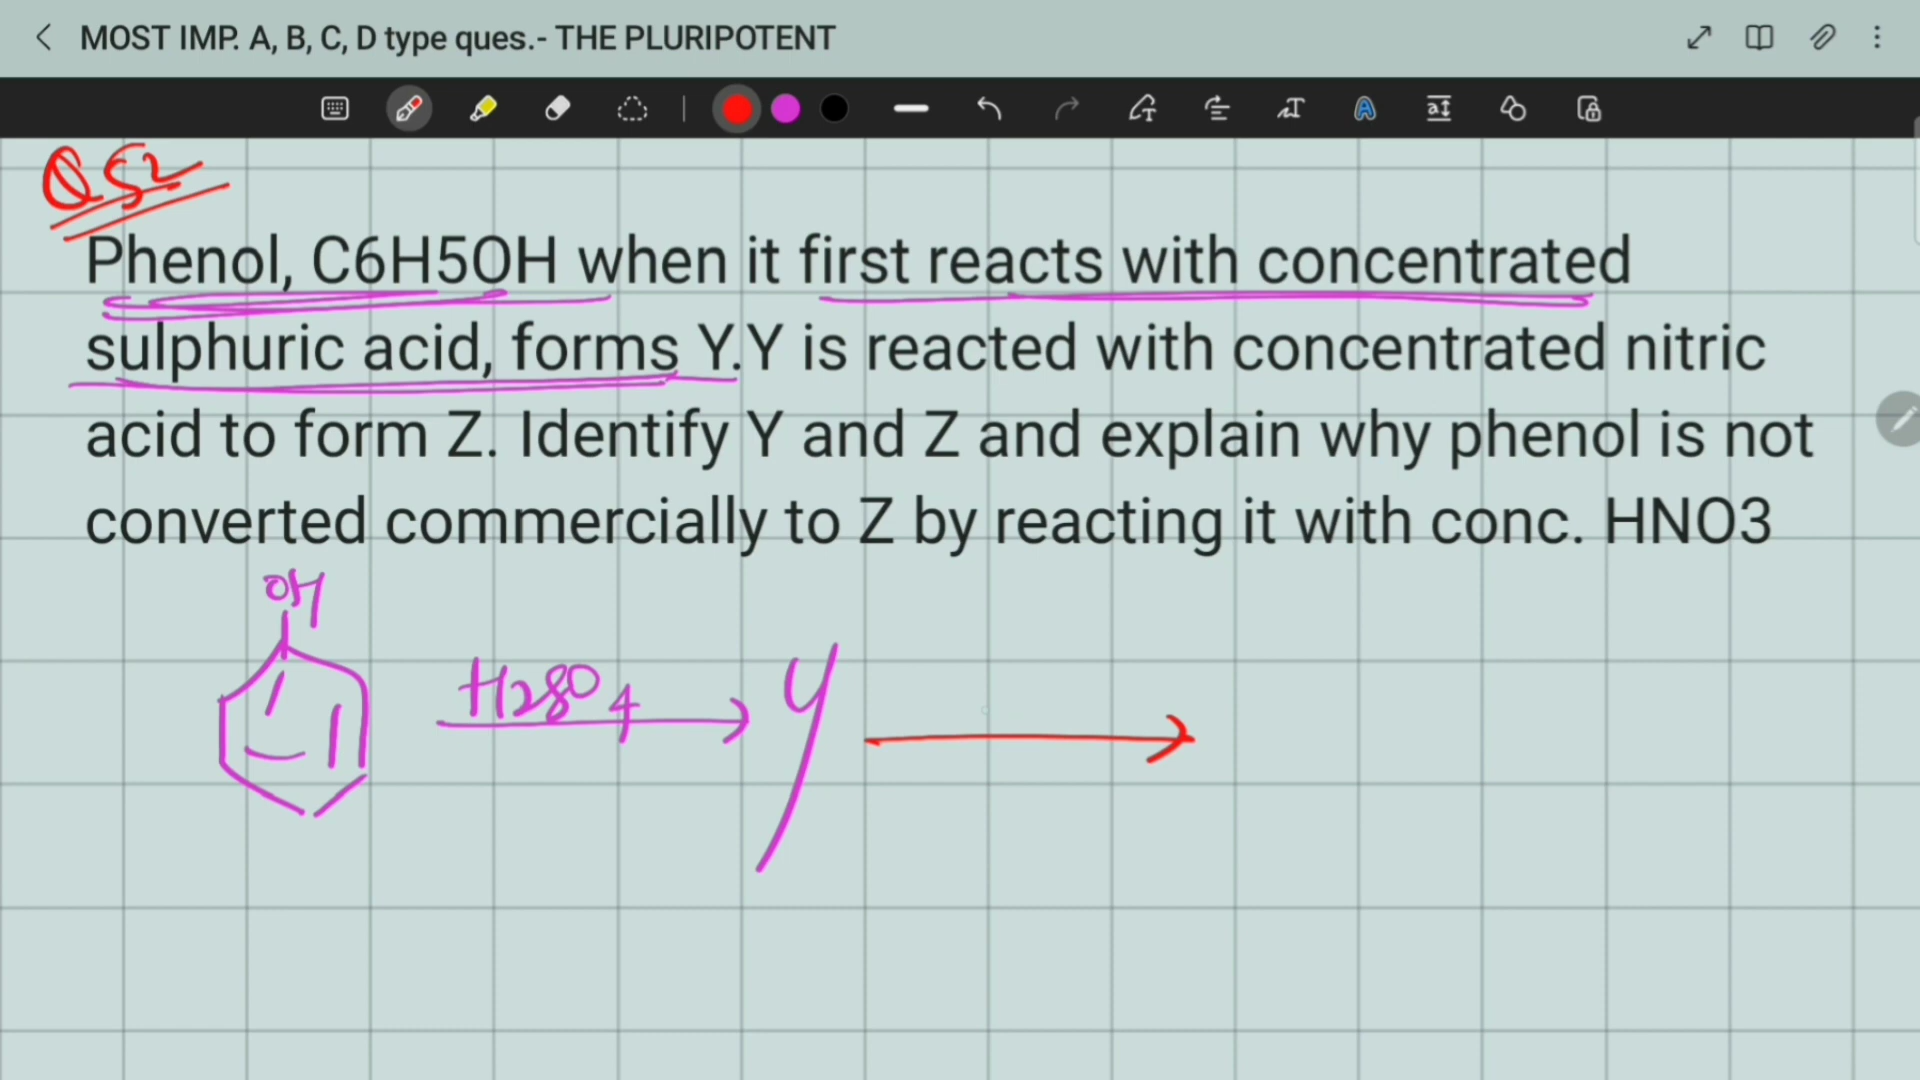 MOST IMP. A, B, C, D type ques.- THE PLURIPOTENT
Q52
Phenol, C6H5OH when it first reacts with concentrated
sulphuric acid, forms Y.Y is reacted with concentrated nitric
acid to form Z. Identify Y and Z and explain why phenol is not
converted commercially to Z by reacting it with conc. HNO3
OH
H2SO4
Y